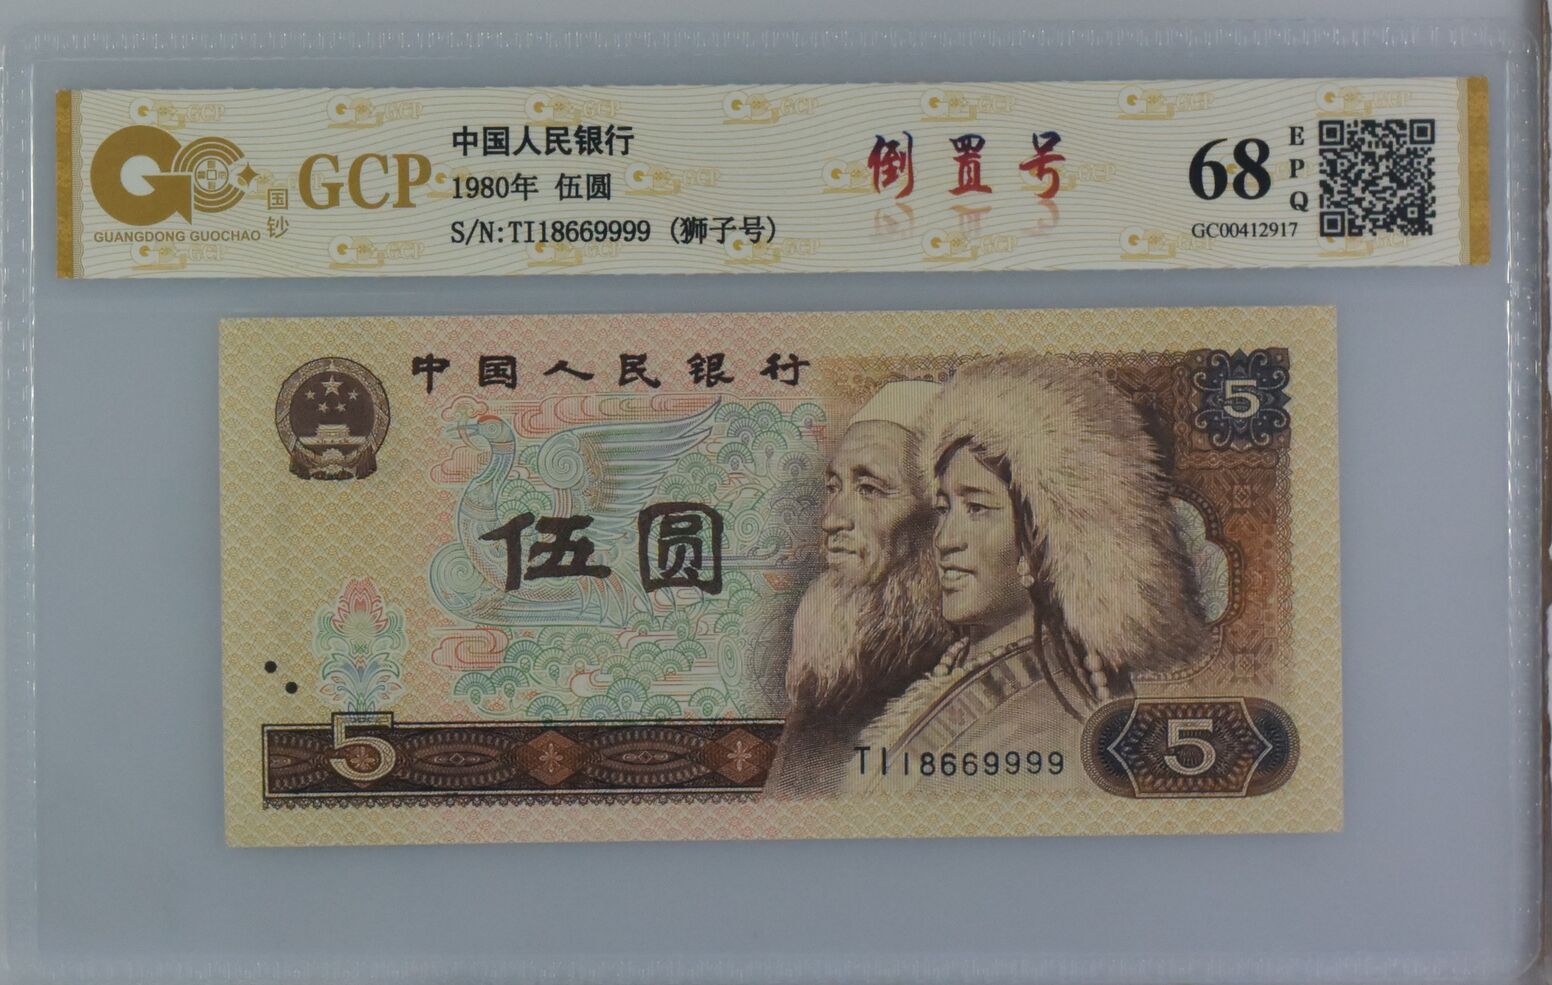 GCP
GUANGDONG GUOCHAO
国钞
中国人民银行
1980年 伍圆
S/N:TI18669999 (狮子号)
倒置号
68
EPQ
GC00412917
中国人民银行
5
伍圆
5
TI18669999
5